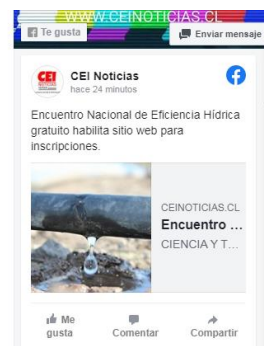 WWW.CEINOTICIAS.CL
Te gusta
Enviar mensaje
CEI
CEI Noticias
hace 24 minutos
Encuentro Nacional de Eficiencia Hídrica
gratuito habilita sitio web para
inscripciones.
CEINOTICIAS.CL
Encuentro ...
CIENCIA Y T...
Me
gusta
Comentar
Compartir